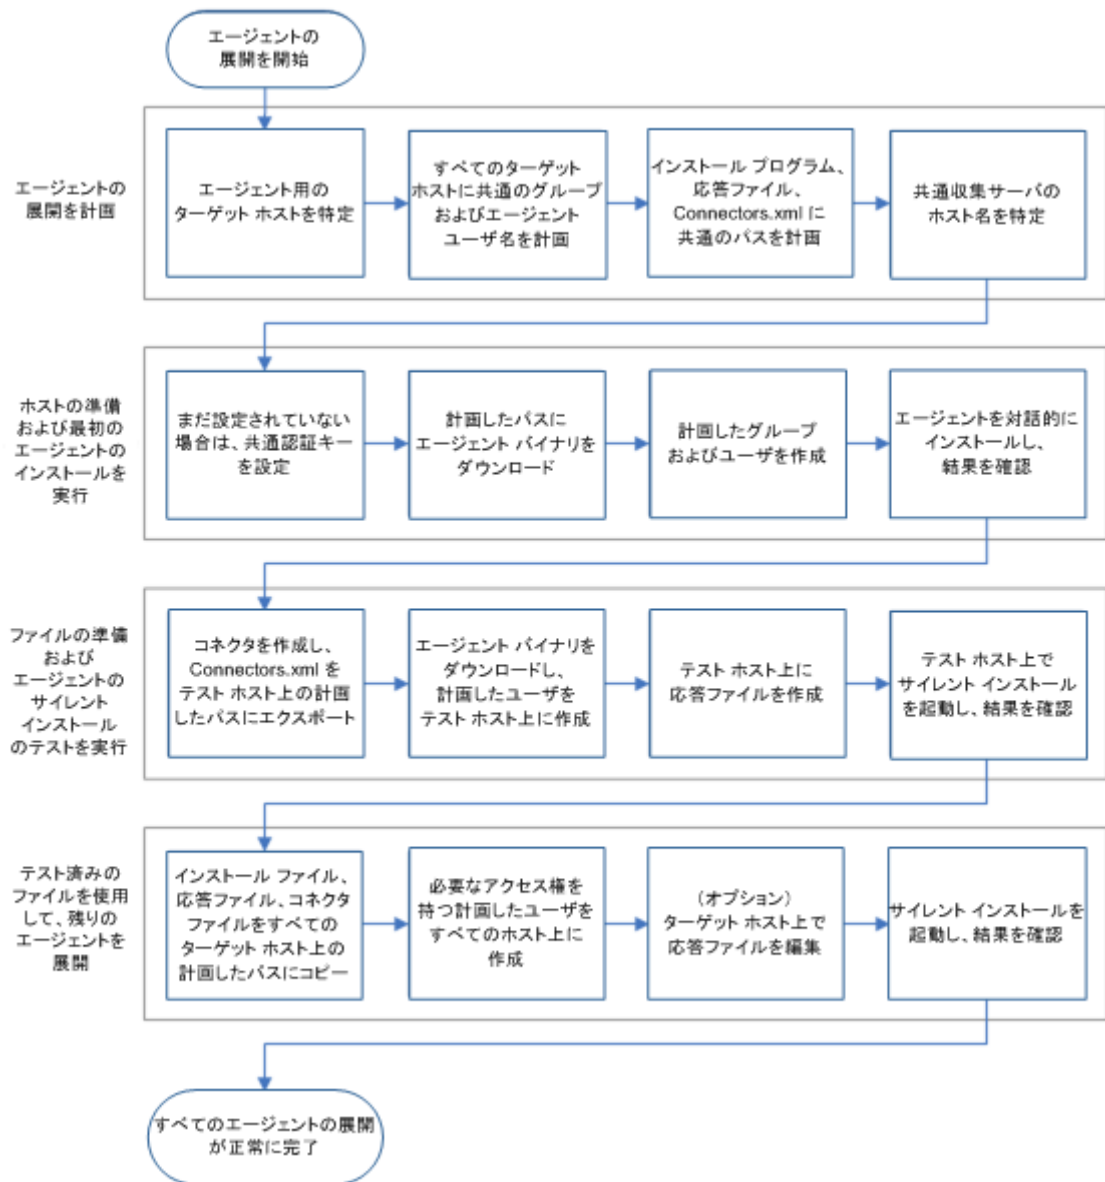 エージェントの
展開を開始
エージェントの
展開を計画
エージェント用の
ターゲット ホストを特定
すべてのターゲット
ホストに共通のグループ
およびエージェント
ユーザ名を計画
インストール プログラム、
応答ファイル、
Connectors.xml に
共通のパスを計画
共通収集サーバの
ホスト名を特定
ホストの準備
および最初の
エージェントの
インストールを
実行
まだ設定されていない
場合は、共通認証キー
を設定
計画したパスに
エージェント バイナリを
ダウンロード
計画したグループ
およびユーザを作成
エージェントを対話的に
インストールし、
結果を確認
ファイルの準備
および
エージェントの
サイレント
インストール
のテストを実行
コネクタを作成し、
Connectors.xml を
テスト ホスト上の計画
したパスにエクスポート
エージェント バイナリを
ダウンロードし、
計画したユーザを
テスト ホスト上に作成
テスト ホスト上に
応答ファイルを作成
テスト ホスト上で
サイレント インストール
を起動し、結果を確認
テスト済みの
ファイルを使用
して、残りの
エージェントを
展開
インストール ファイル、
応答ファイル、コネクタ
ファイルをすべての
ターゲット ホスト上の
計画したパスにコピー
必要なアクセス権を
持つ計画したユーザを
すべてのホスト上に
作成
（オプション）
ターゲット ホスト上で
応答ファイルを編集
サイレント インストールを
起動し、結果を確認
すべてのエージェントの展開
が正常に完了